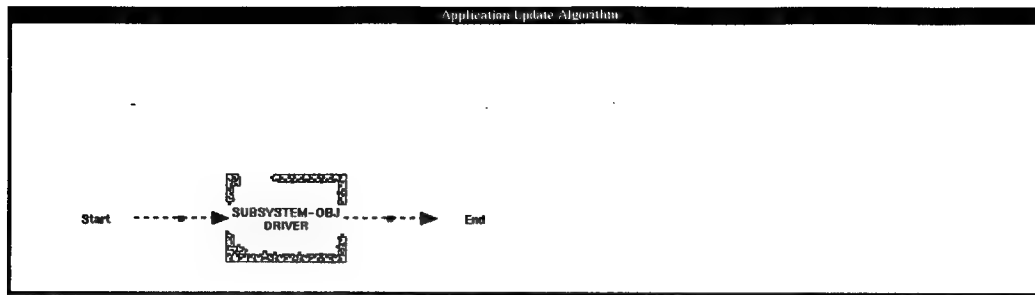 Application Update Algorithm
Start
SUBSYSTEM-OBJ
DRIVER
End